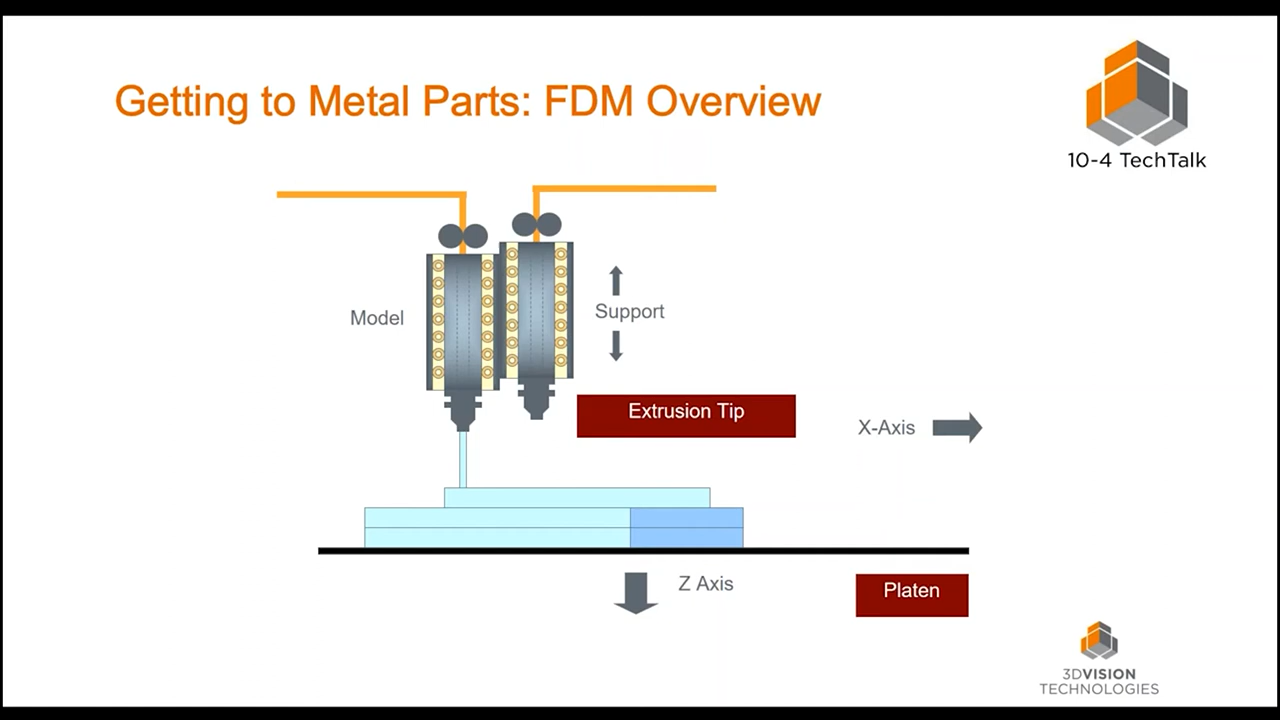 Getting to Metal Parts: FDM Overview
10-4 TechTalk
Model
Support
Extrusion Tip
X-Axis
Z Axis
Platen
3DVISION
TECHNOLOGIES